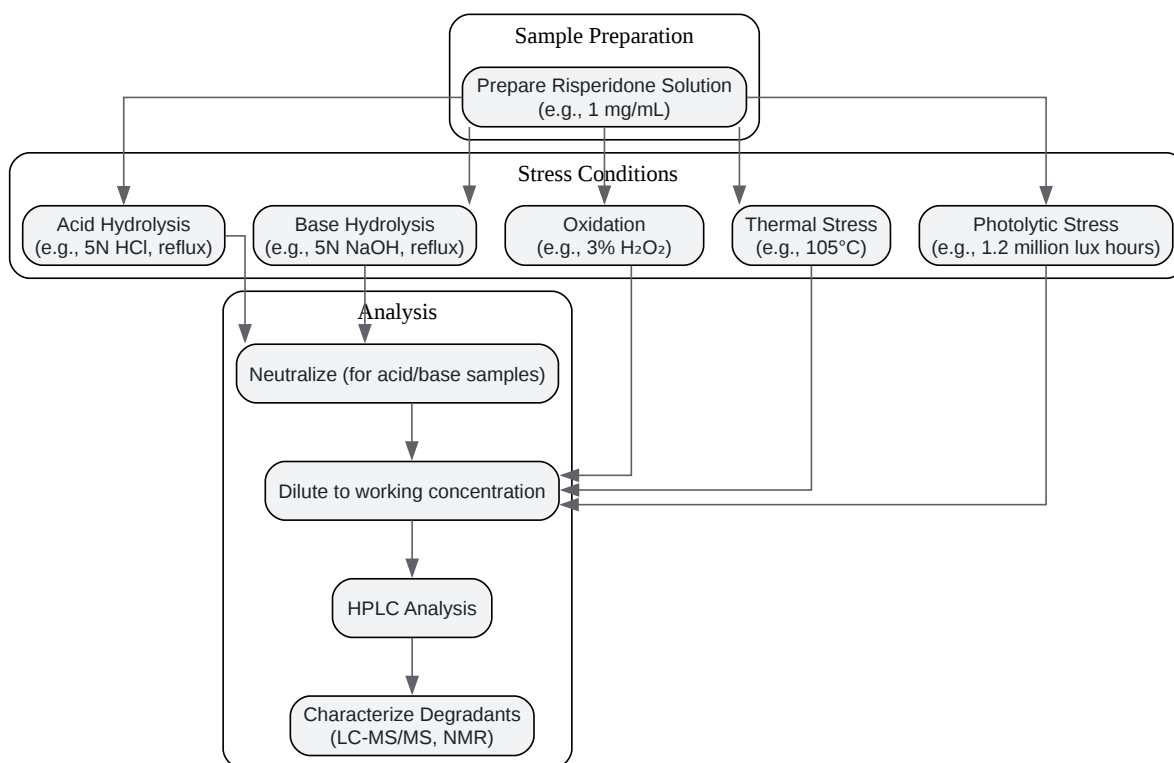 Sample Preparation
Prepare Risperidone Solution
(e.g., 1 mg/mL)
Stress Conditions
Acid Hydrolysis
(e.g., 5N HCl, reflux)
Base Hydrolysis
(e.g., 5N NaOH, reflux)
Oxidation
(e.g., 3% H₂O₂)
Thermal Stress
(e.g., 105°C)
Photolytic Stress
(e.g., 1.2 million lux hours)
Analysis
Neutralize (for acid/base samples)
Dilute to working concentration
HPLC Analysis
Characterize Degradants
(LC-MS/MS, NMR)